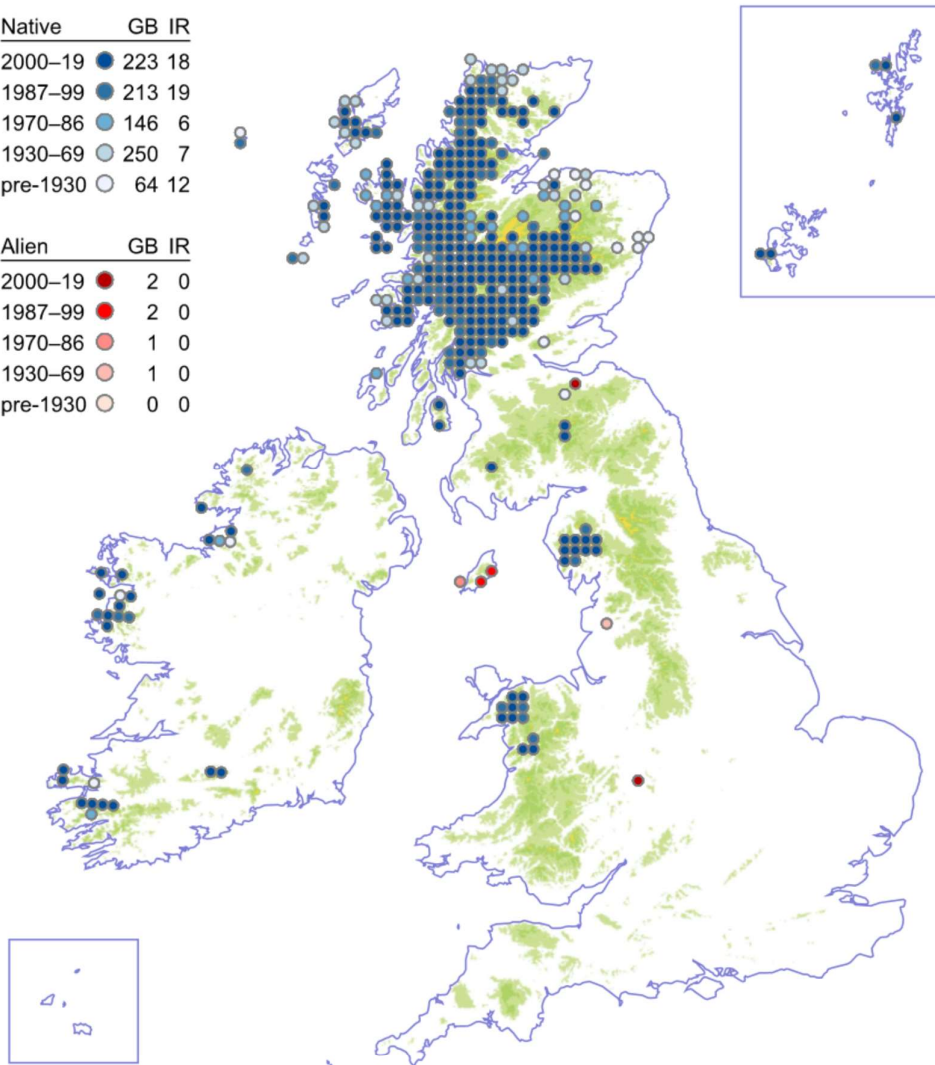 Native GB IR
2000–19 223 18
1987–99 213 19
1970–86 146 6
1930–69 250 7
pre-1930 64 12
Alien GB IR
2000–19 2 0
1987–99 2 0
1970–86 1 0
1930–69 1 0
pre-1930 0 0